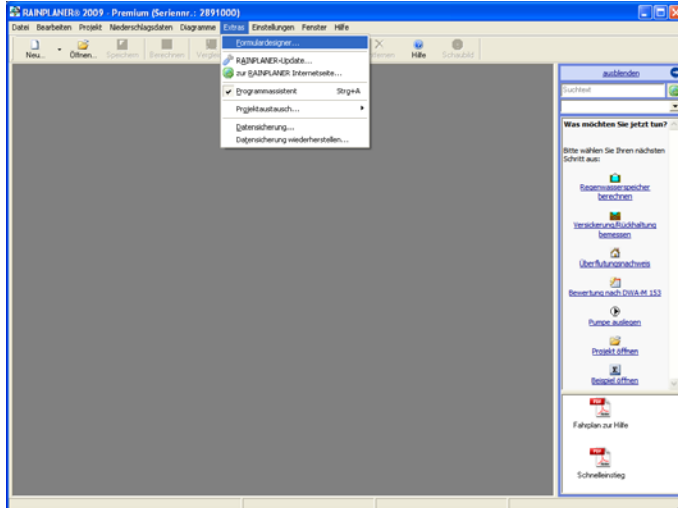 RAINPLANER® 2009 - Premium (Seriennr.: 2891000)
Datei Bearbeiten Projekt Niederschlagsdaten Diagramme Extras Einstellungen Fenster Hilfe
Neu... Öffnen... Speichern Berechnen Hilfe Schaubild
Formulardesigner...
RAINPLANER-Update...
zur RAINPLANER Internetseite...
Programmassistent Strg+A
Projektaustausch...
Datensicherung...
Datensicherung wiederherstellen...
ausblenden
Suchtext
Was möchten Sie jetzt tun?
Bitte wählen Sie Ihren nächsten
Schritt aus:
Regenwasserspeicher
berechnen
Versickerung/Rückhaltung
bemessen
Überflutungsnachweis
Bewertung nach DWA-M 153
Pumpe auslegen
Projekt öffnen
Beispiel öffnen
PDF
Fahrplan zur Hilfe
PDF
Schnelleinstieg